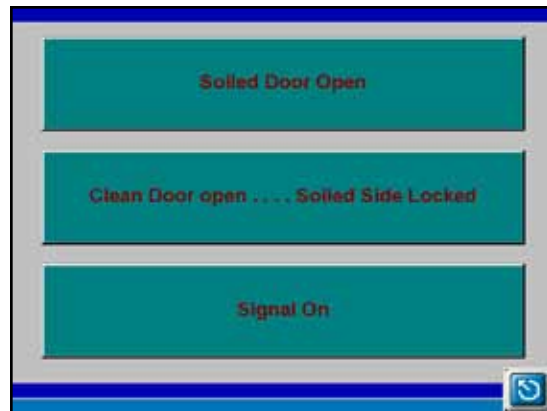 Soiled Door Open
Clean Door open . . . . Soiled Side Locked
Signal On